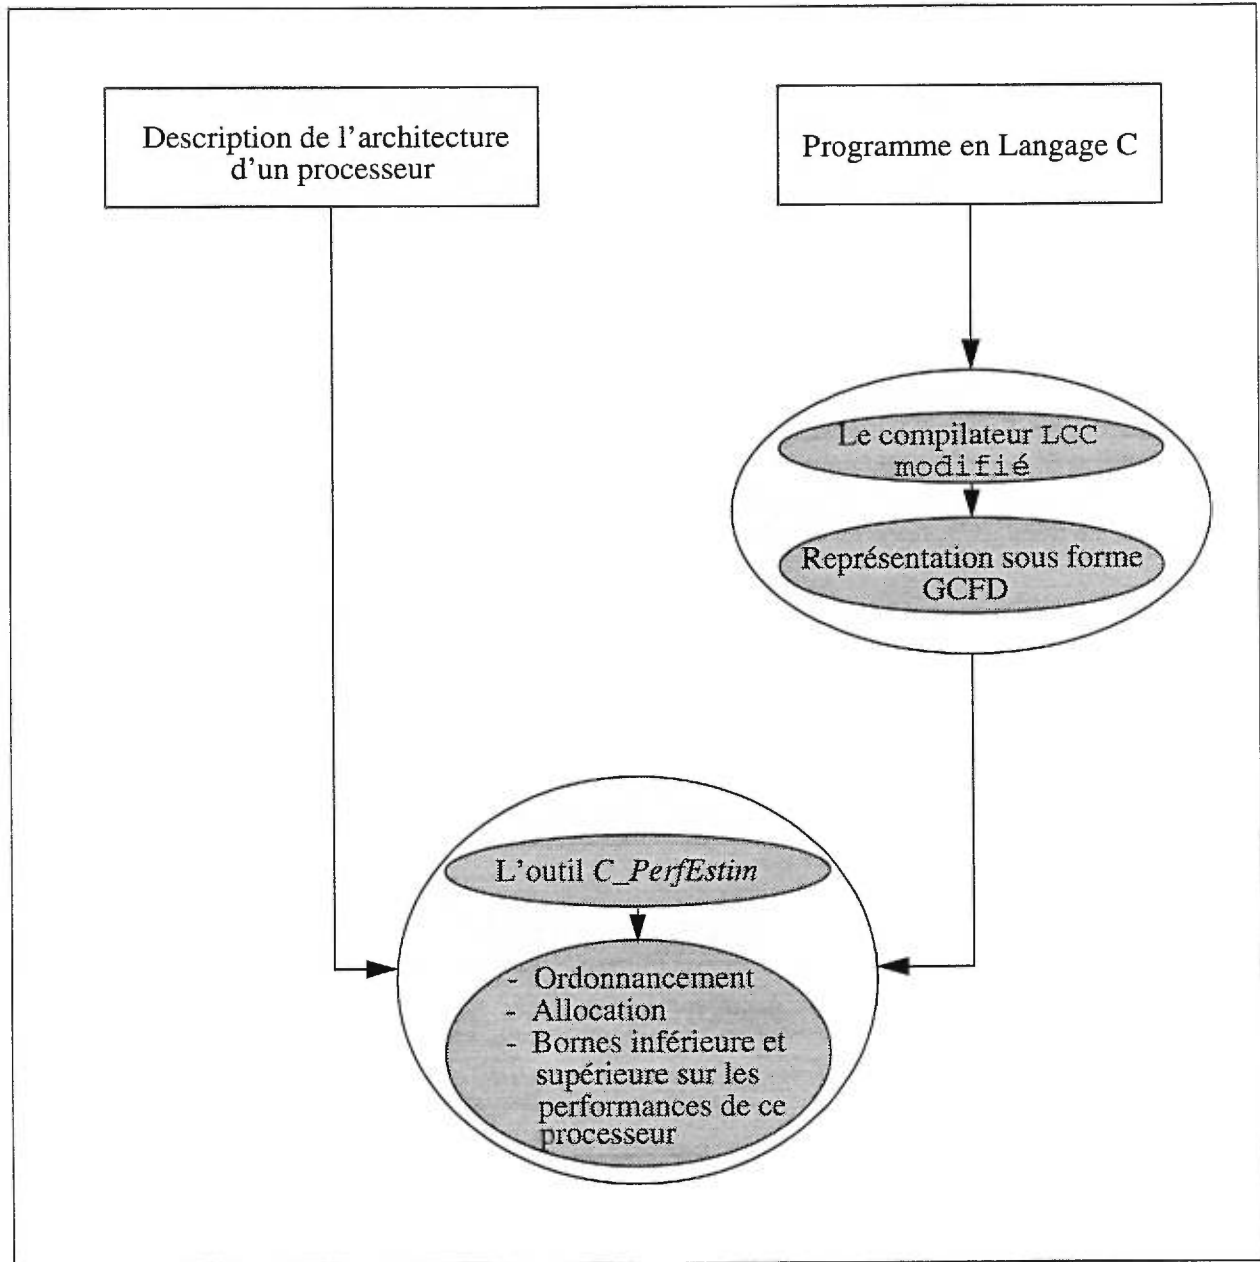 Description de l'architecture
d'un processeur
Programme en Langage C
Le compilateur LCC
modifié
Représentation sous forme
GCFD
L'outil C_PerfEstim
- Ordonnancement
- Allocation
- Bornes inférieure et
supérieure sur les
performances de ce
processeur